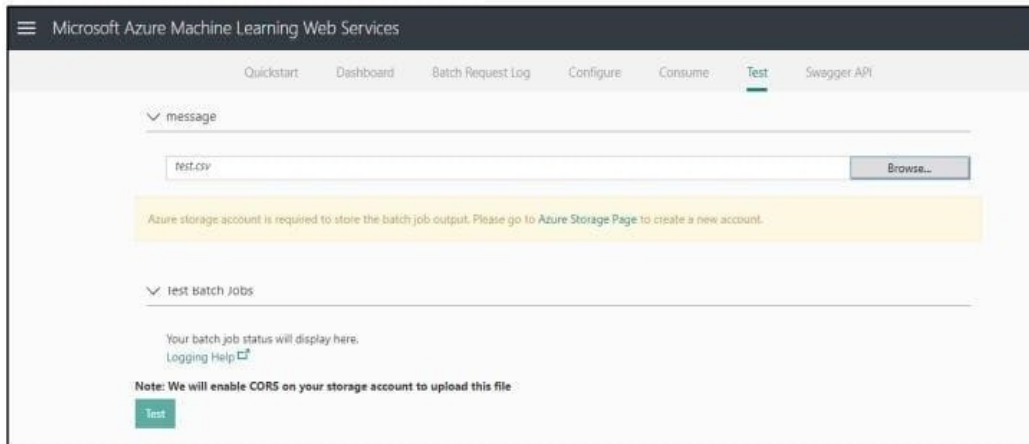 Microsoft Azure Machine Learning Web Services
Quickstart Dashboard Batch Request Log Configure Consume Test Swagger API
message
test.csv Browse...
Azure storage account is required to store the batch job output. Please go to Azure Storage Page to create a new account.
Test Batch Jobs
Your batch job status will display here.
Logging Help
Note: We will enable CORS on your storage account to upload this file
Test